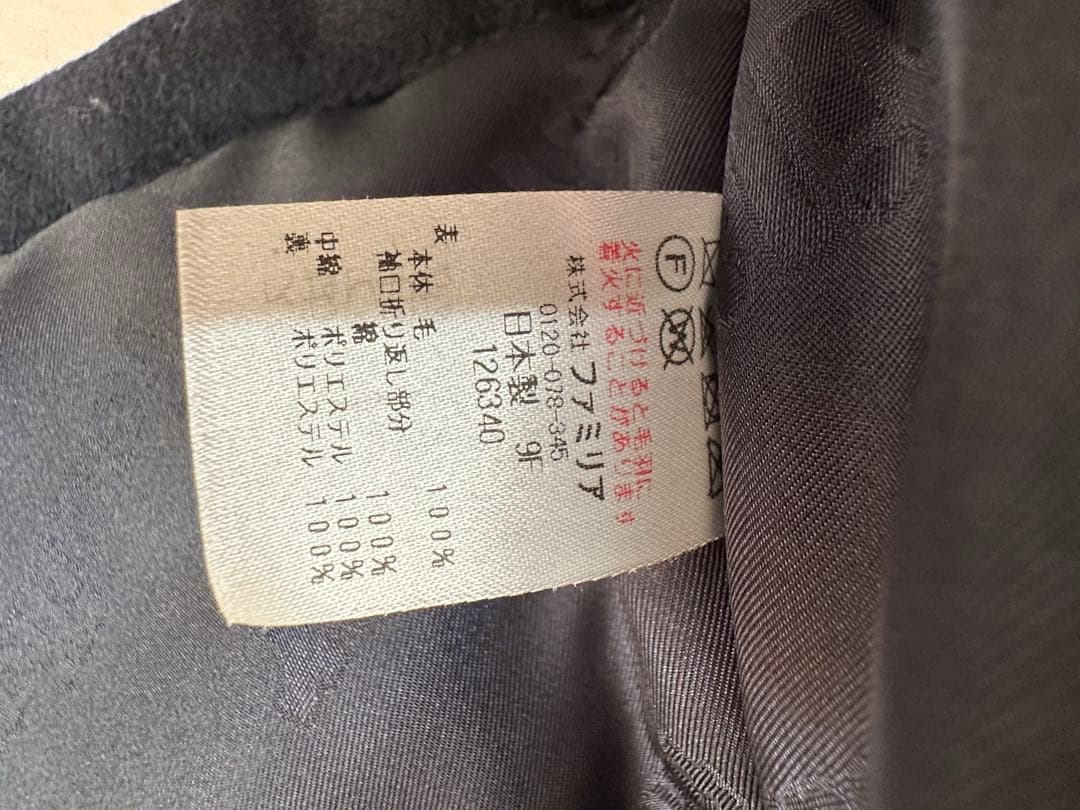 F
W
火に近づけると毛羽に
着火することがあります
株式会社 ファミリア
0120-078-345
日本製 9F
126340
表
本体 毛 100%
袖口折り返し部分
綿 100%
中綿 ポリエステル 100%
裏 ポリエステル 100%